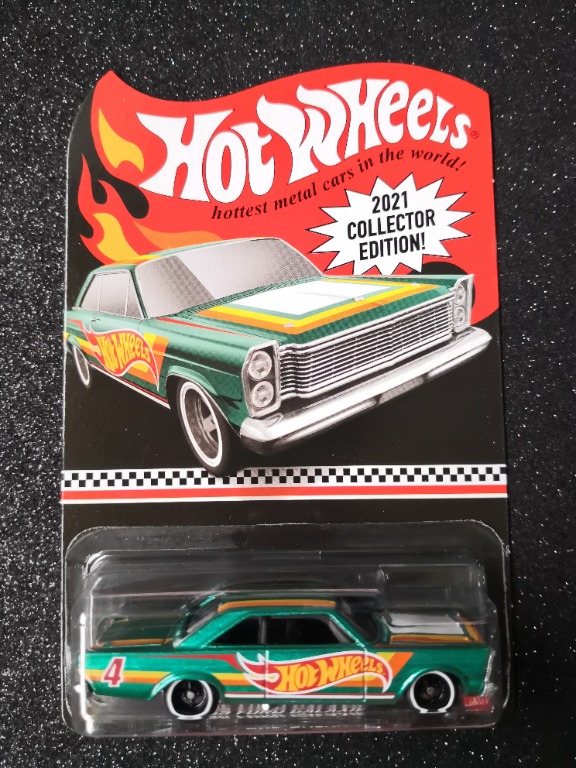 HOT WHEELS®
hottest metal cars in the world!
2021
COLLECTOR
EDITION!
HOT WHEELS
4
HOT WHEELS